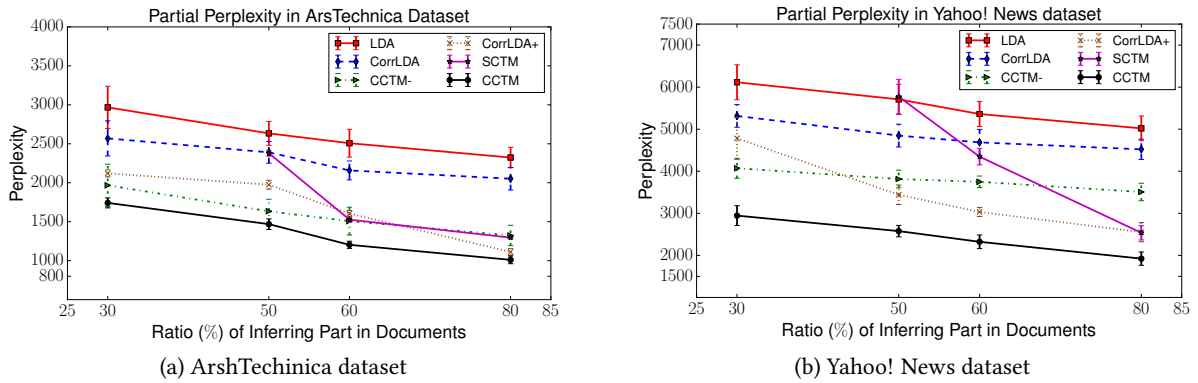 Partial Perplexity in ArsTechnica Dataset
4000
3500
3000
2500
2000
1500
1000
800
Perplexity
LDA
CorrLDA
CCTM-
CorrLDA+
SCTM
CCTM
25
30
50
60
80
85
Ratio (%) of Inferring Part in Documents
(a) ArshTechinica dataset
Partial Perplexity in Yahoo! News dataset
7500
7000
6000
5000
4000
3000
2000
1500
Perplexity
LDA
CorrLDA
CCTM-
CorrLDA+
SCTM
CCTM
25
30
50
60
80
85
Ratio (%) of Inferring Part in Documents
(b) Yahoo! News dataset